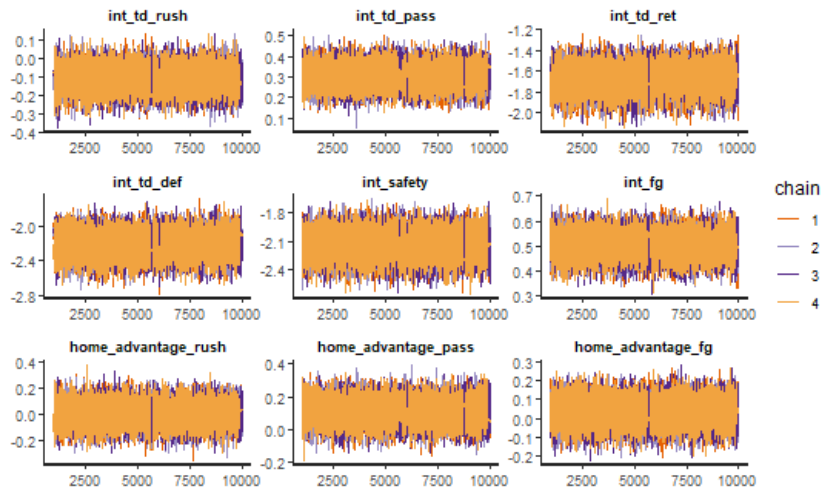 int_td_rush int_td_pass int_td_ret
0.1 0.5 -1.2
0.0 0.4 -1.4
-0.1 0.3 -1.6
-0.2 0.2 -1.8
-0.3 0.1 -2.0
-0.4
2500 5000 7500 10000 2500 5000 7500 10000 2500 5000 7500 10000
int_td_def int_safety int_fg
-2.0 -1.8 0.7
-2.4 -2.1 0.6
-2.8 -2.4 0.5
0.4
0.3
2500 5000 7500 10000 2500 5000 7500 10000 2500 5000 7500 10000
home_advantage_rush home_advantage_pass home_advantage_fg
0.4 0.4 0.3
0.2 0.2 0.2
0.0 0.0 0.1
-0.2 -0.2 0.0
-0.1
-0.2
2500 5000 7500 10000 2500 5000 7500 10000 2500 5000 7500 10000
chain
1
2
3
4